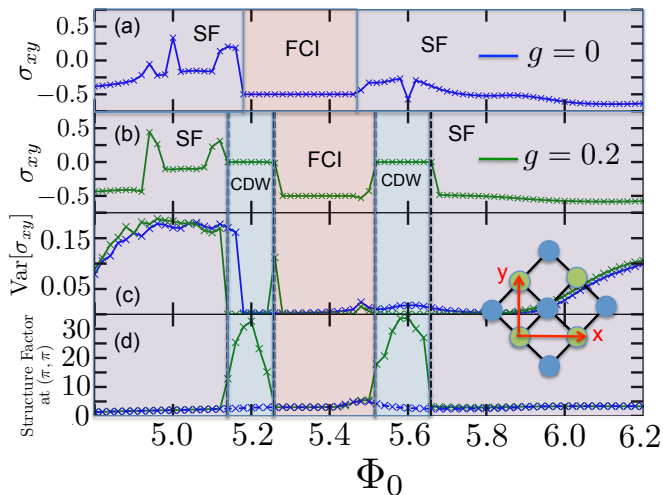 (a)
SF
FCI
SF
g = 0
σxy
0.5
0.0
−0.5
(b)
SF
CDW
FCI
CDW
SF
g = 0.2
σxy
0.5
0.0
−0.5
(c)
Var[σxy]
0.15
0.05
y
x
(d)
Structure Factor
at (π, π)
30
20
10
0
5.0 5.2 5.4 5.6 5.8 6.0 6.2
Φ0